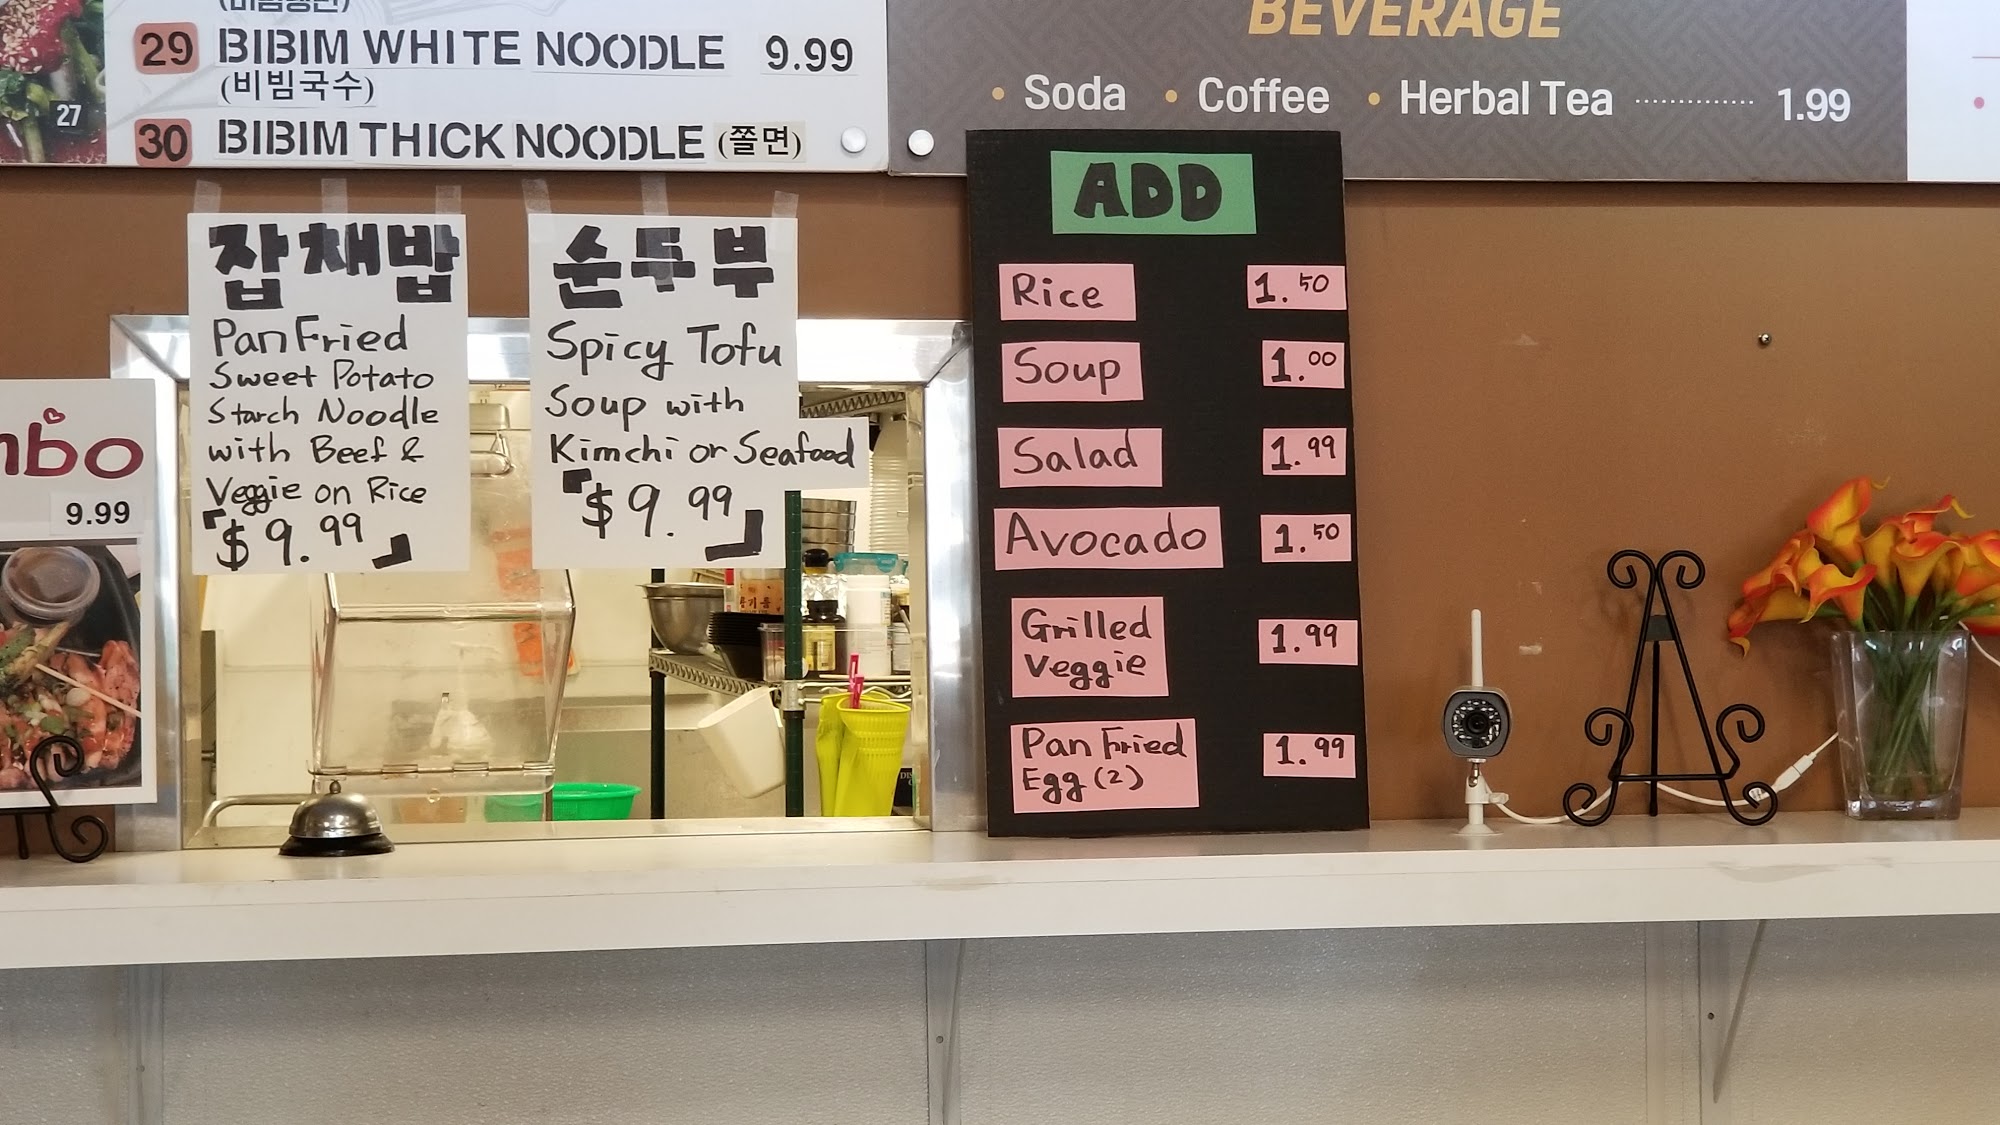 29 BIBIM WHITE NOODLE 9.99
(비빔국수)
30 BIBIM THICK NOODLE (쫄면)
27
BEVERAGE
• Soda • Coffee • Herbal Tea ................... 1.99
잡채밥
Pan Fried
Sweet Potato
Starch Noodle
with Beef &
Veggie on Rice
「$9.99」
순두부
Spicy Tofu
Soup with
Kimchi or Seafood
「$9.99」
ADD
Rice 1.50
Soup 1.00
Salad 1.99
Avocado 1.50
Grilled
Veggie 1.99
Pan Fried
Egg (2) 1.99
9.99